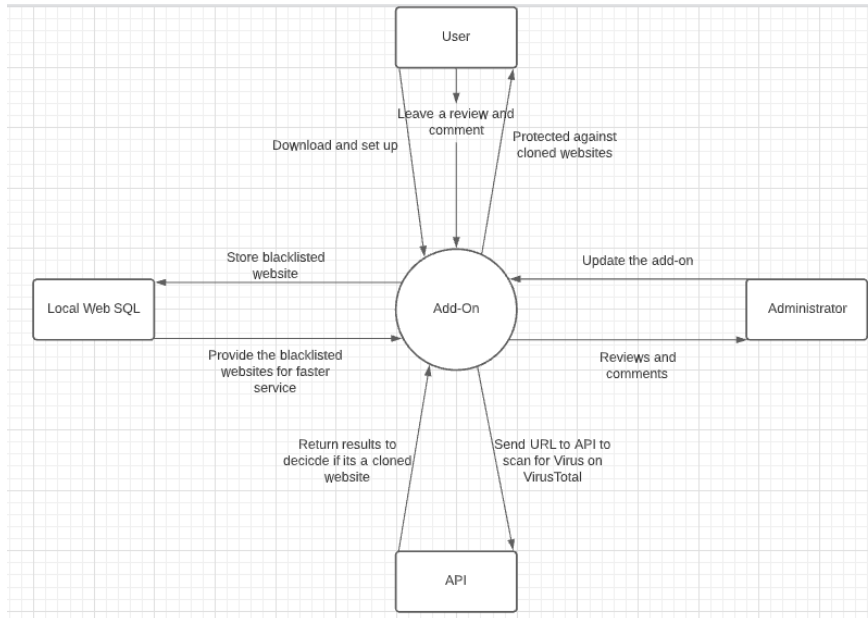 User
Leave a review and
comment
Download and set up
Protected against
cloned websites
Store blacklisted
website
Update the add-on
Local Web SQL
Add-On
Administrator
Provide the blacklisted
websites for faster
service
Reviews and
comments
Return results to
decicde if its a cloned
website
Send URL to API to
scan for Virus on
VirusTotal
API